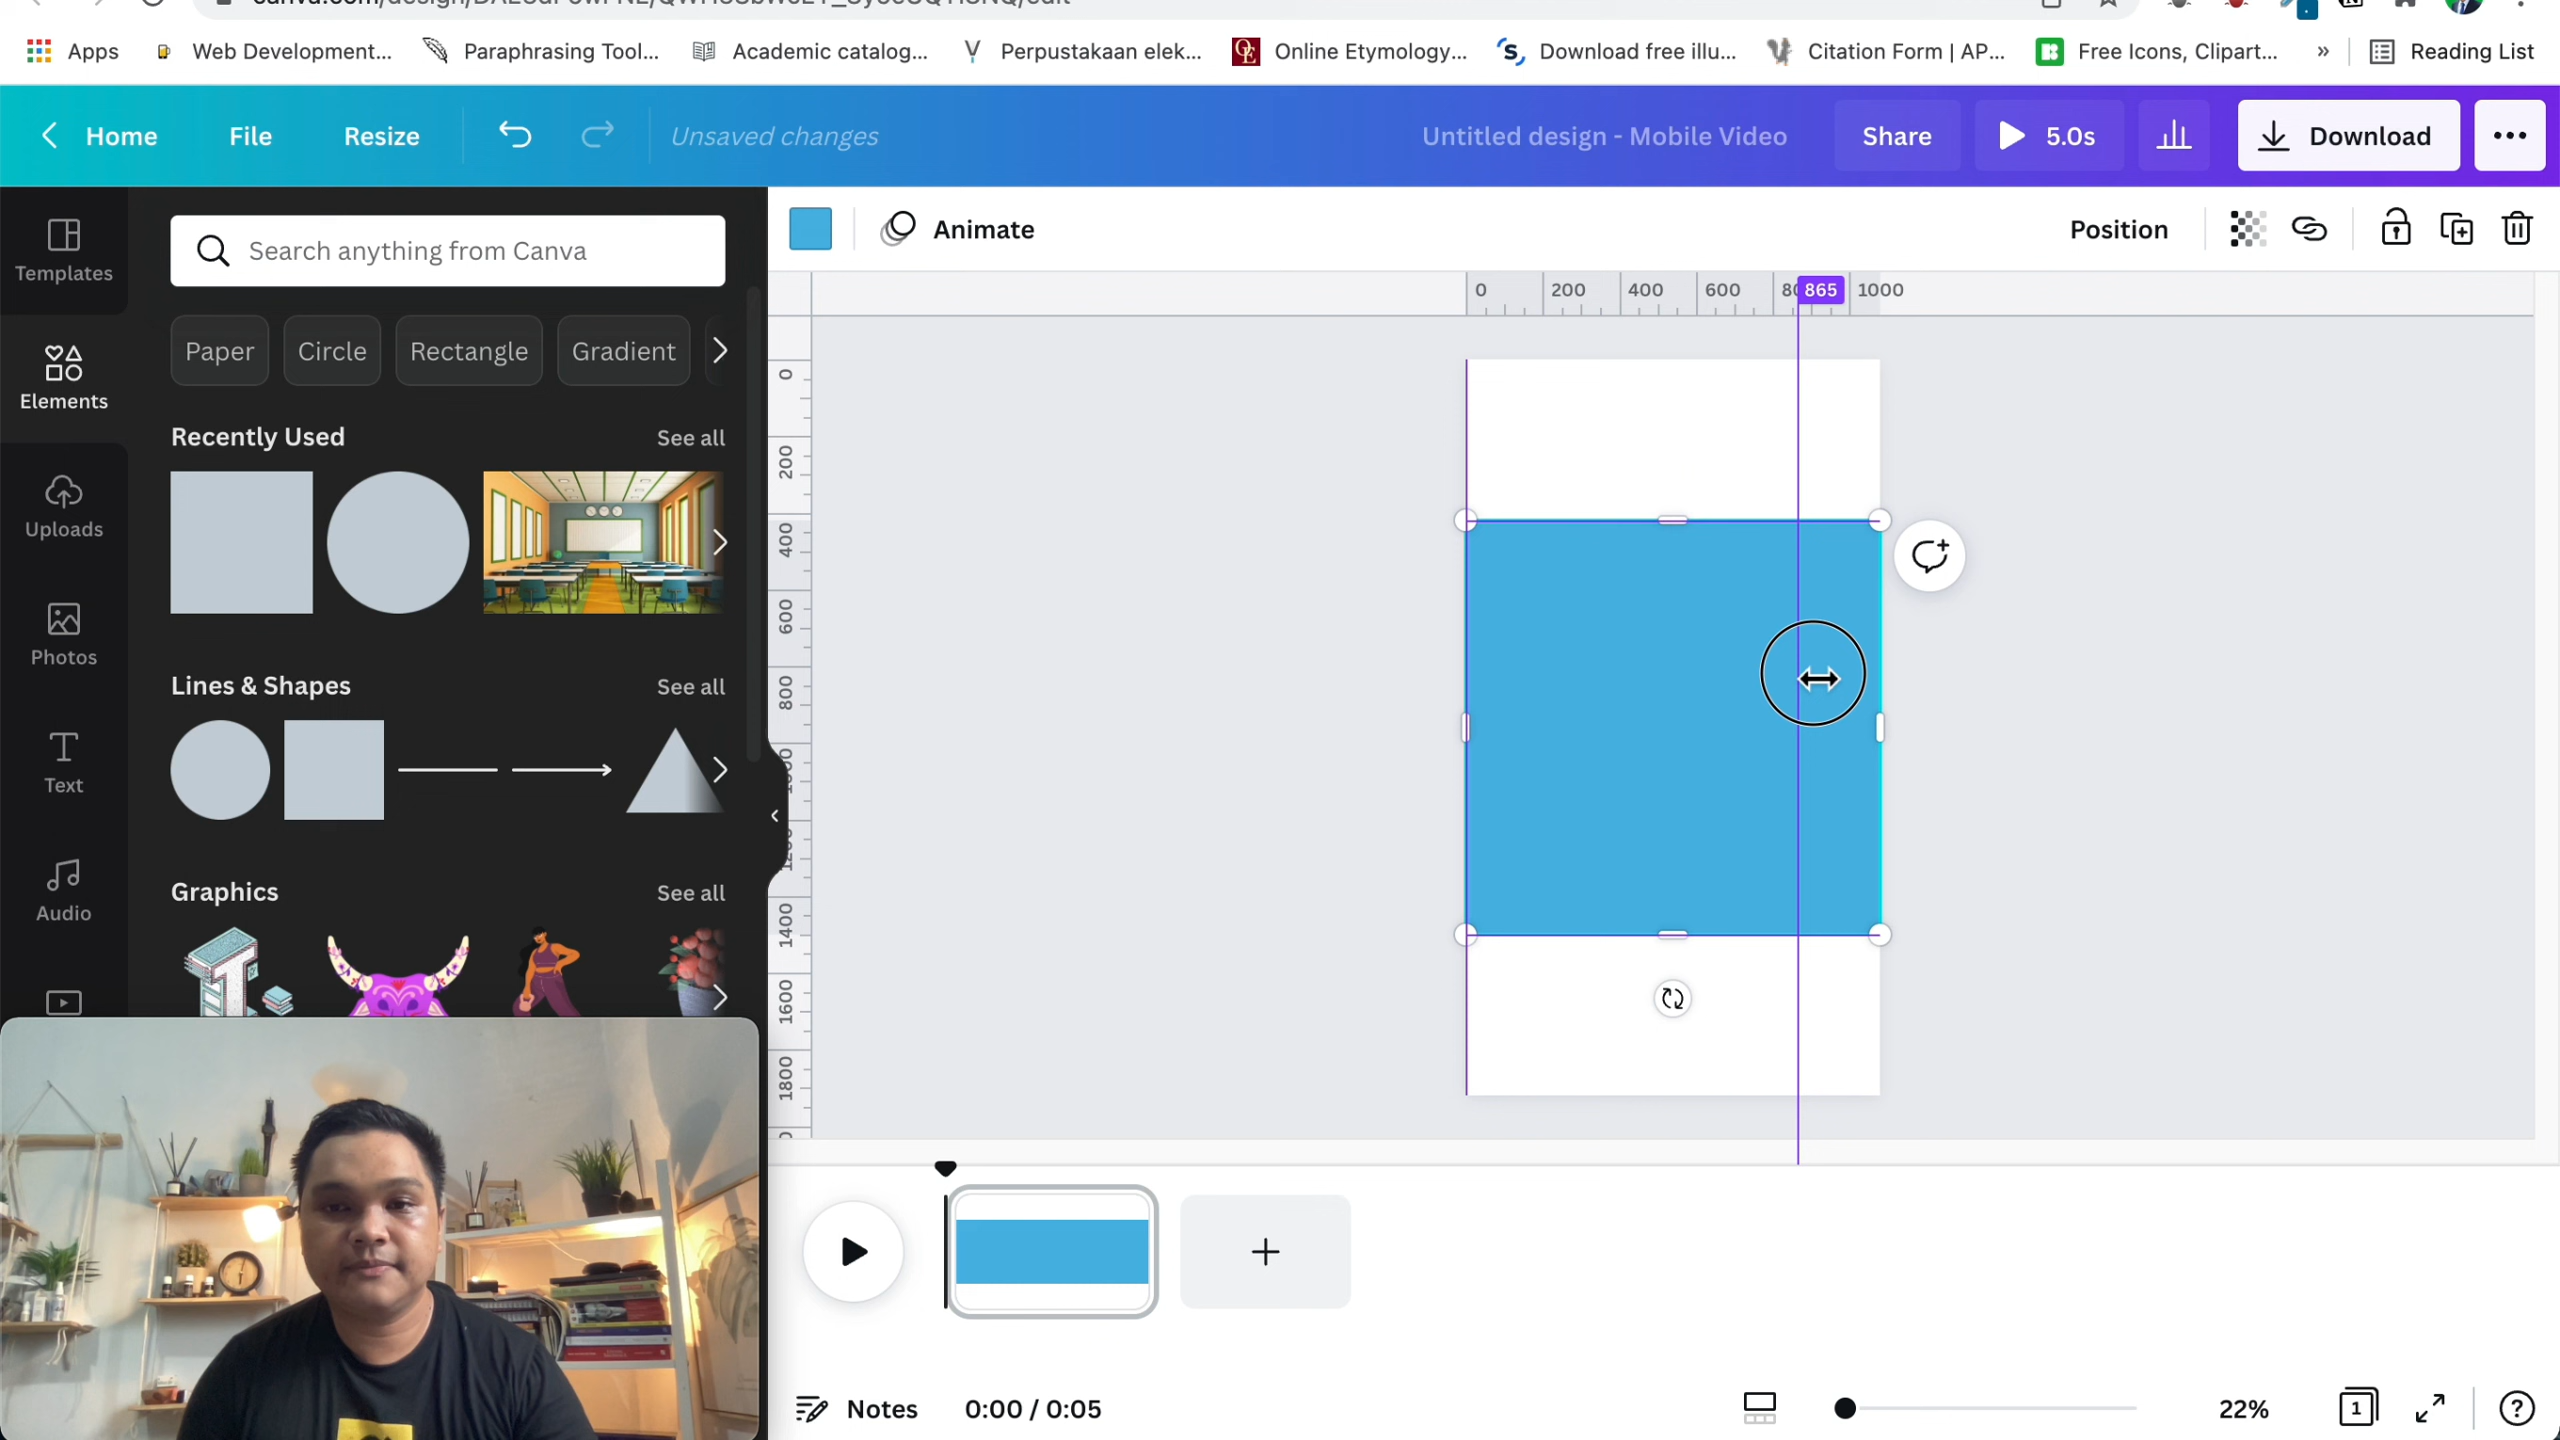 Apps
Web Development...
Paraphrasing Tool...
Academic catalog...
Perpustakaan elek...
Online Etymology...
Download free illu...
Citation Form | AP...
Free Icons, Clipart...
»
Reading List
Home
File
Resize
Unsaved changes
Untitled design - Mobile Video
Share
5.0s
Download
Templates
Elements
Uploads
Photos
Text
Audio
Search anything from Canva
Paper
Circle
Rectangle
Gradient
Recently Used
See all
Lines & Shapes
See all
Graphics
See all
Animate
Position
0
200
400
600
865
1000
0
200
400
600
800
1400
1600
1800
Notes
0:00 / 0:05
22%
1
?